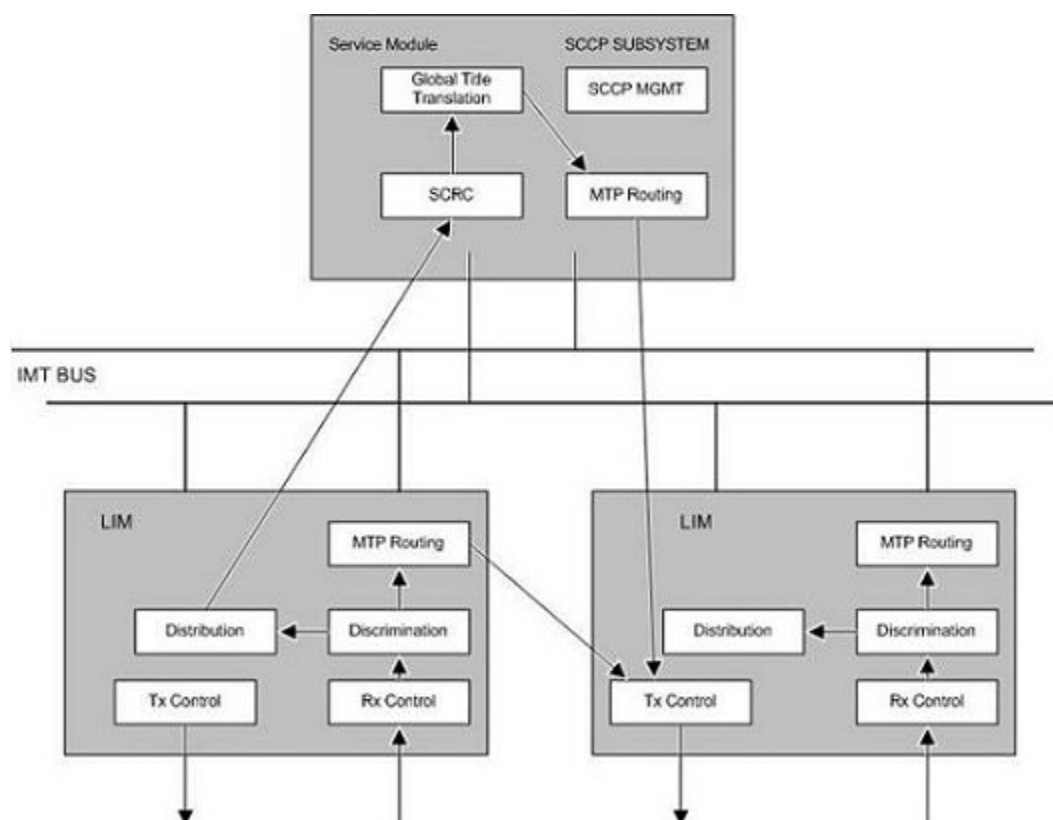 Service Module
SCCP SUBSYSTEM
Global Title
Translation
SCCP MGMT
SCRC
MTP Routing
IMT BUS
LIM
LIM
MTP Routing
MTP Routing
Distribution
Discrimination
Distribution
Discrimination
Tx Control
Rx Control
Tx Control
Rx Control